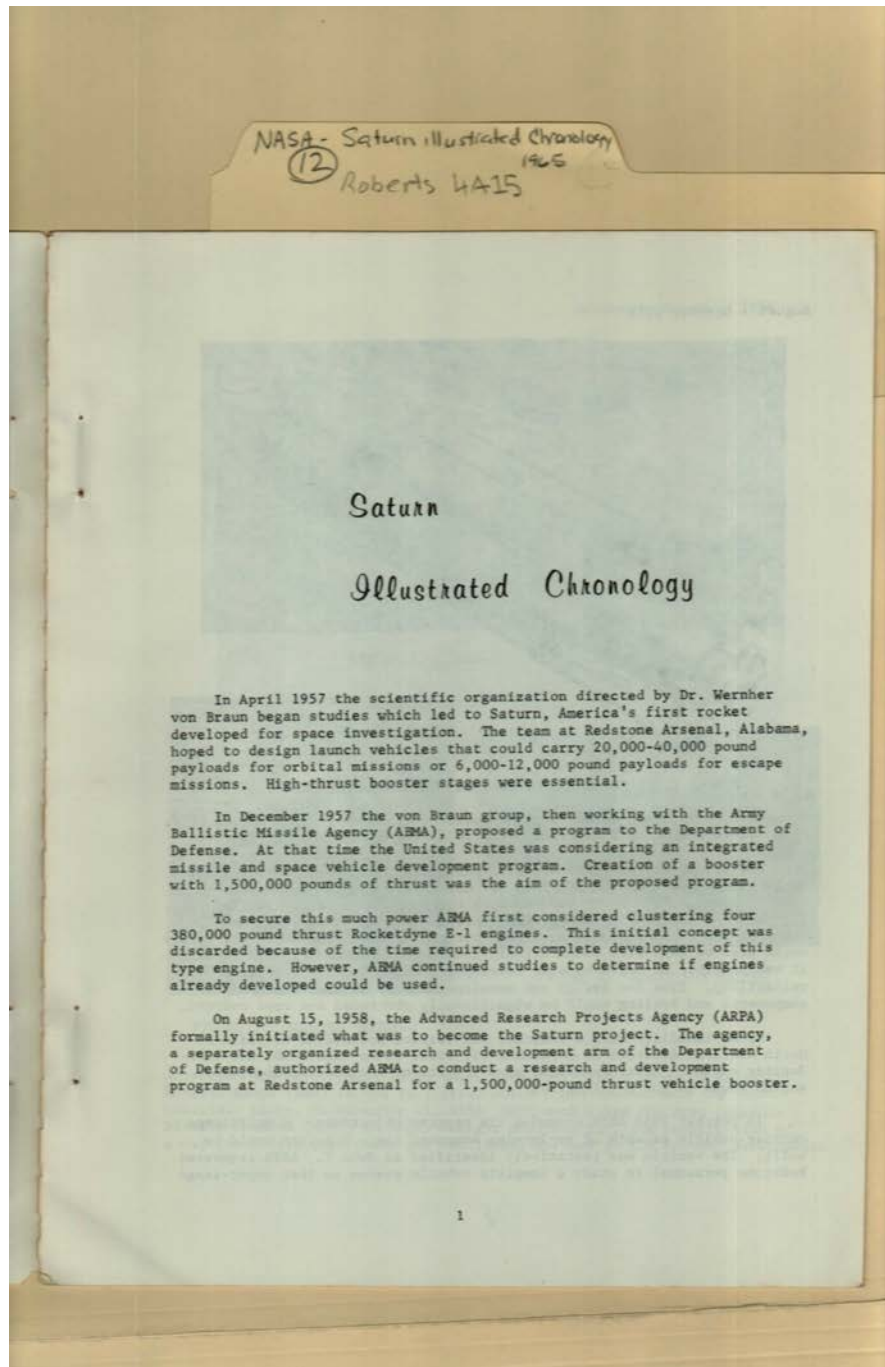 NASA - Saturn illustrated Chronology
1965
12
Roberts 4A15
Saturn
Illustrated Chronology
In April 1957 the scientific organization directed by Dr. Wernher
von Braun began studies which led to Saturn, America's first rocket
developed for space investigation. The team at Redstone Arsenal, Alabama,
hoped to design launch vehicles that could carry 20,000-40,000 pound
payloads for orbital missions or 6,000-12,000 pound payloads for escape
missions. High-thrust booster stages were essential.
In December 1957 the von Braun group, then working with the Army
Ballistic Missile Agency (ABMA), proposed a program to the Department of
Defense. At that time the United States was considering an integrated
missile and space vehicle development program. Creation of a booster
with 1,500,000 pounds of thrust was the aim of the proposed program.
To secure this much power ABMA first considered clustering four
380,000 pound thrust Rocketdyne E-1 engines. This initial concept was
discarded because of the time required to complete development of this
type engine. However, ABMA continued studies to determine if engines
already developed could be used.
On August 15, 1958, the Advanced Research Projects Agency (ARPA)
formally initiated what was to become the Saturn project. The agency,
a separately organized research and development arm of the Department
of Defense, authorized ABMA to conduct a research and development
program at Redstone Arsenal for a 1,500,000-pound thrust vehicle booster.
1